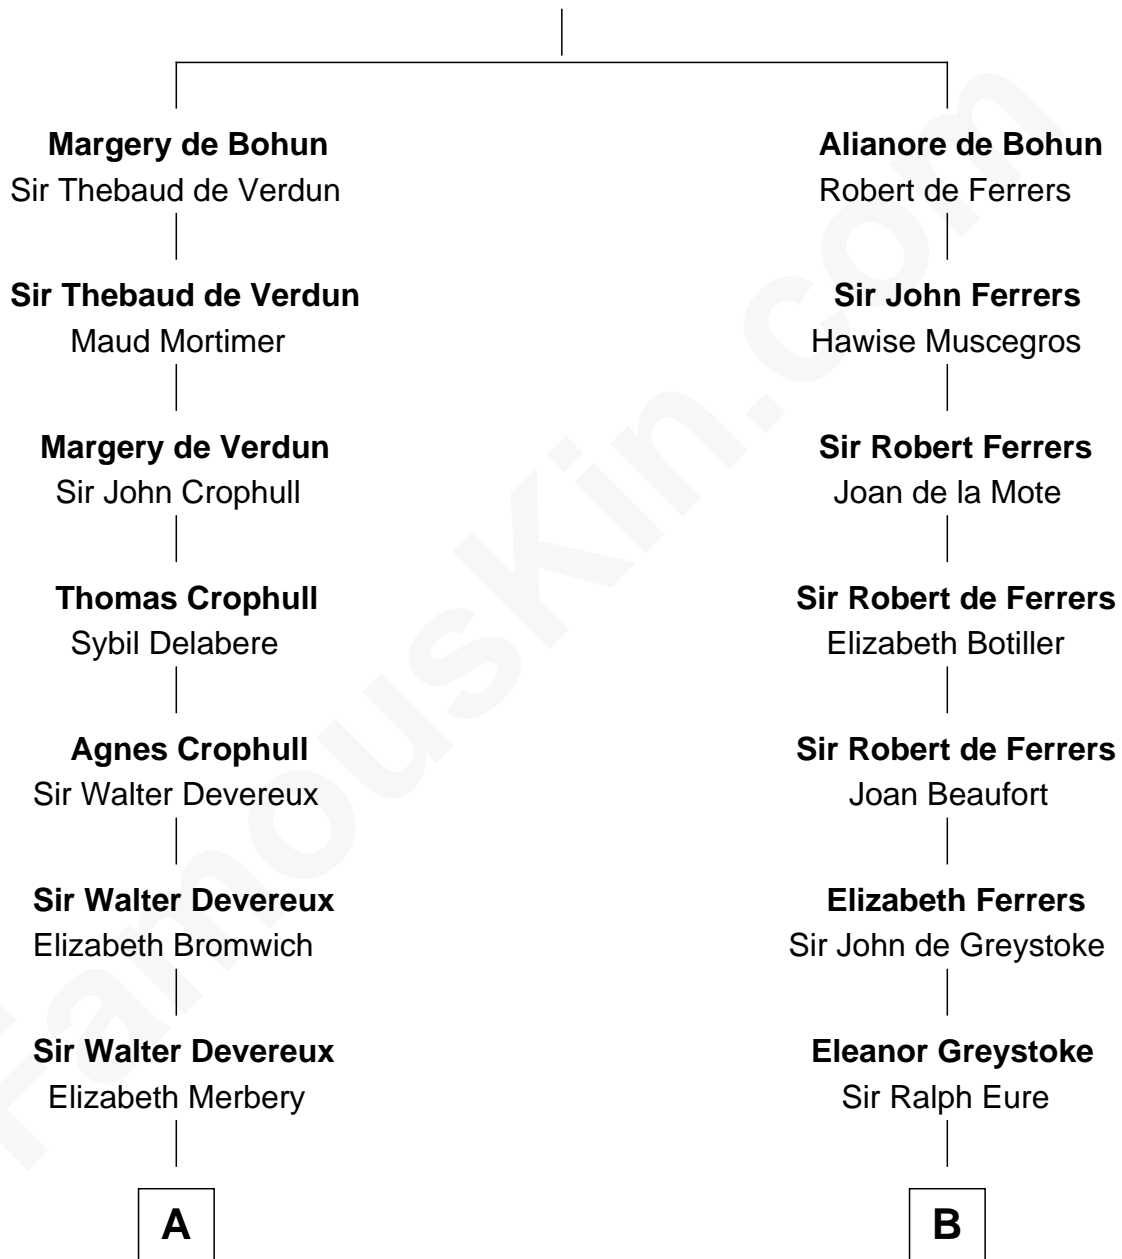 Margery de Bohun
Sir Thebaud de Verdun
Alianore de Bohun
Robert de Ferrers
Sir Thebaud de Verdun
Maud Mortimer
Sir John Ferrers
Hawise Muscegros
Margery de Verdun
Sir John Crophull
Sir Robert Ferrers
Joan de la Mote
Thomas Crophull
Sybil Delabere
Sir Robert de Ferrers
Elizabeth Botiller
Agnes Crophull
Sir Walter Devereux
Sir Robert de Ferrers
Joan Beaufort
Sir Walter Devereux
Elizabeth Bromwich
Elizabeth Ferrers
Sir John de Greystoke
Sir Walter Devereux
Elizabeth Merbery
Eleanor Greystoke
Sir Ralph Eure
A
B
FamousKin.com